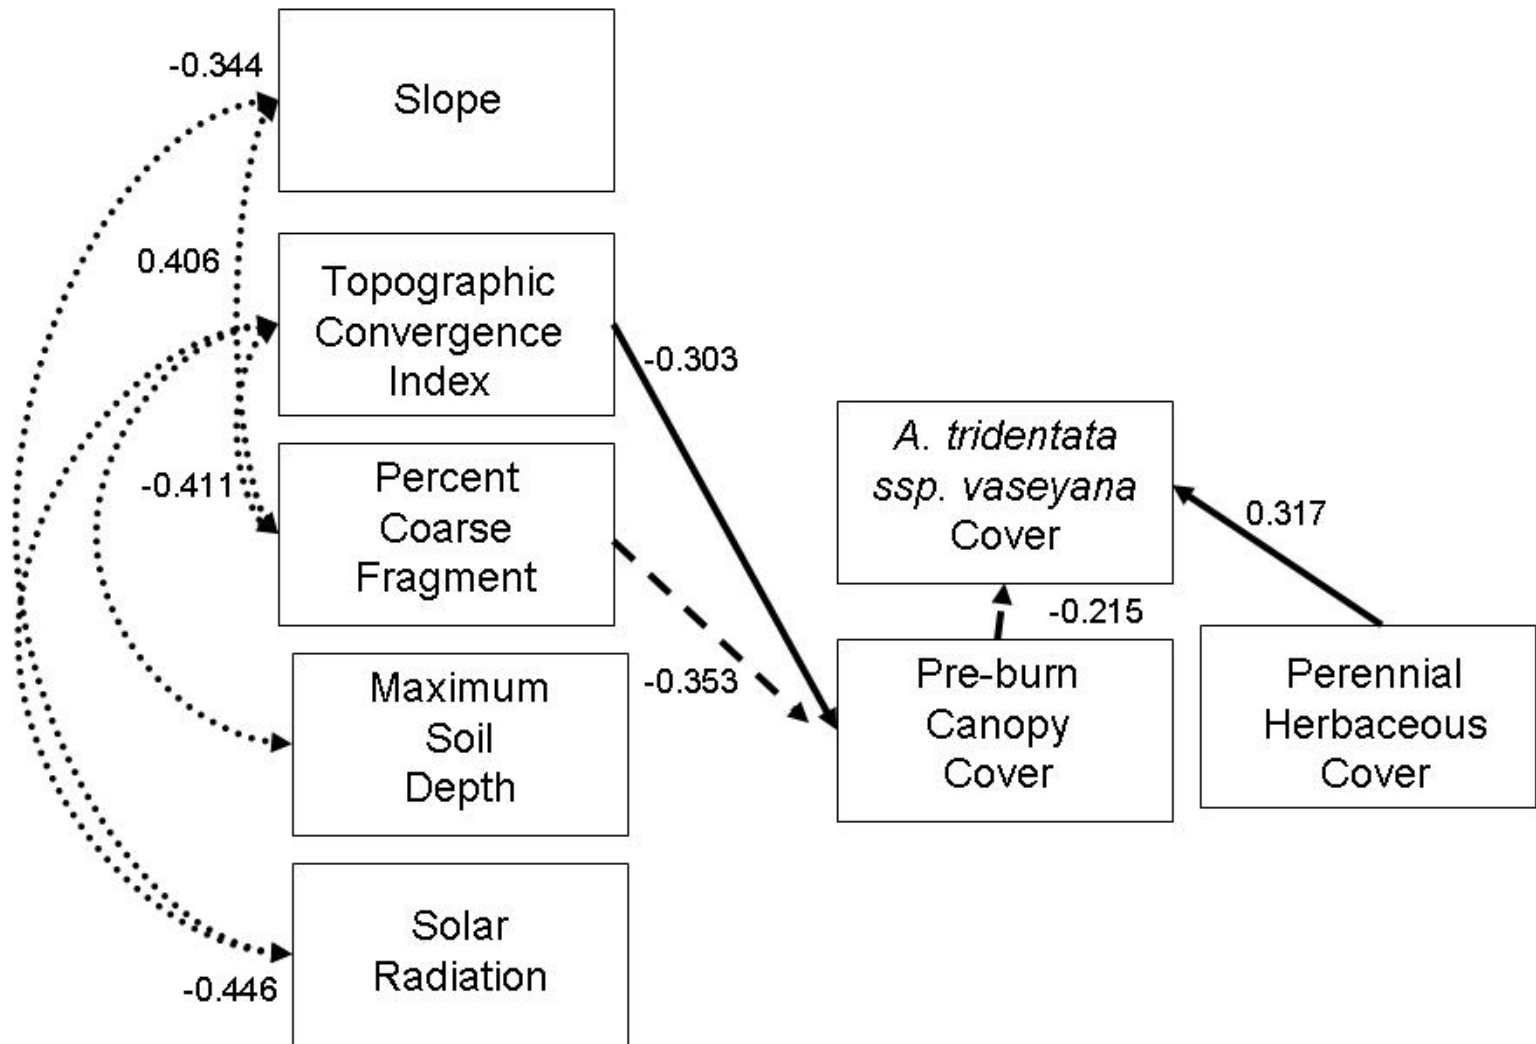 -0.344
Slope
0.406
Topographic
Convergence
Index
-0.303
-0.411
Percent
Coarse
Fragment
A. tridentata
ssp. vaseyana
Cover
0.317
-0.215
-0.353
Maximum
Soil
Depth
Pre-burn
Canopy
Cover
Perennial
Herbaceous
Cover
Solar
Radiation
-0.446